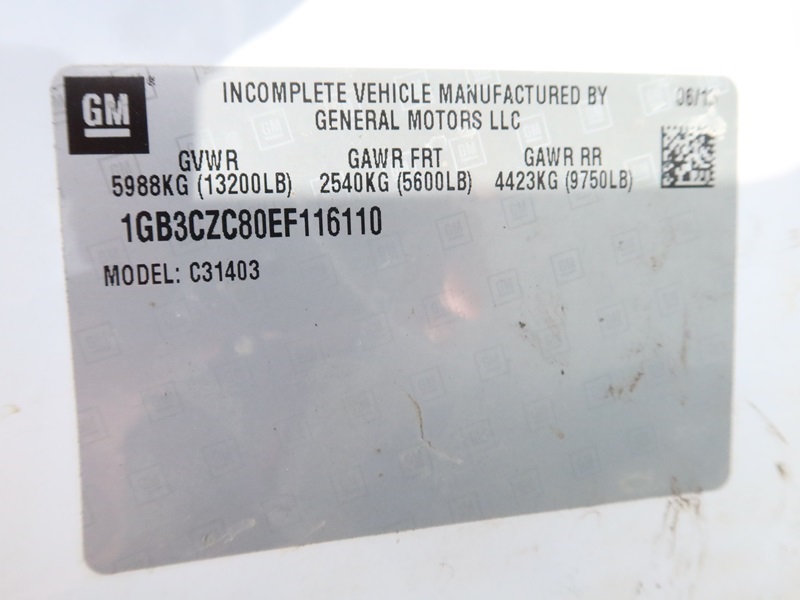 GM
INCOMPLETE VEHICLE MANUFACTURED BY
GENERAL MOTORS LLC
GVWR GAWR FRT GAWR RR
5988KG (13200LB) 2540KG (5600LB) 4423KG (9750LB)
1GB3CZC80EF116110
MODEL: C31403